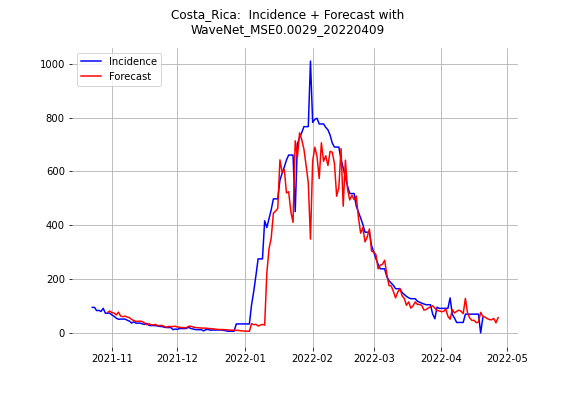 Costa_Rica:  Incidence + Forecast with
WaveNet_MSE0.0029_20220409
Incidence
Forecast
1000
800
600
400
200
0
2021-11 2021-12 2022-01 2022-02 2022-03 2022-04 2022-05